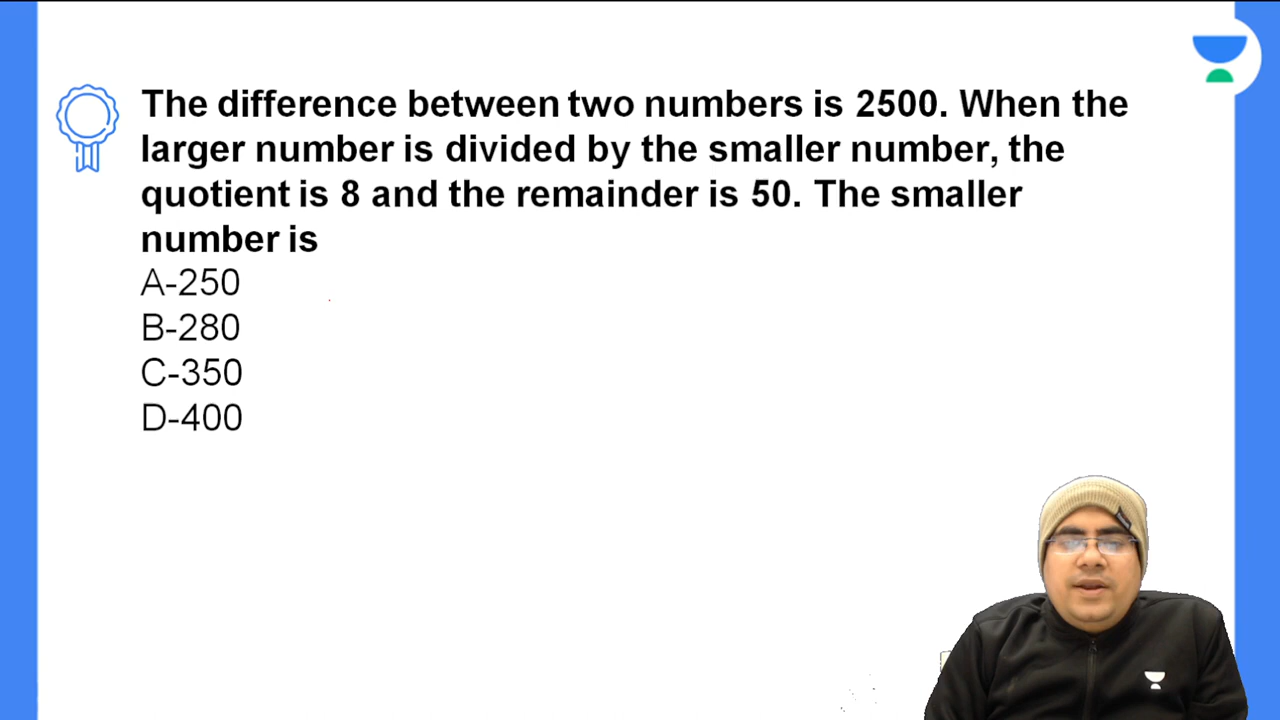 The difference between two numbers is 2500. When the
larger number is divided by the smaller number, the
quotient is 8 and the remainder is 50. The smaller
number is
A-250
B-280
C-350
D-400